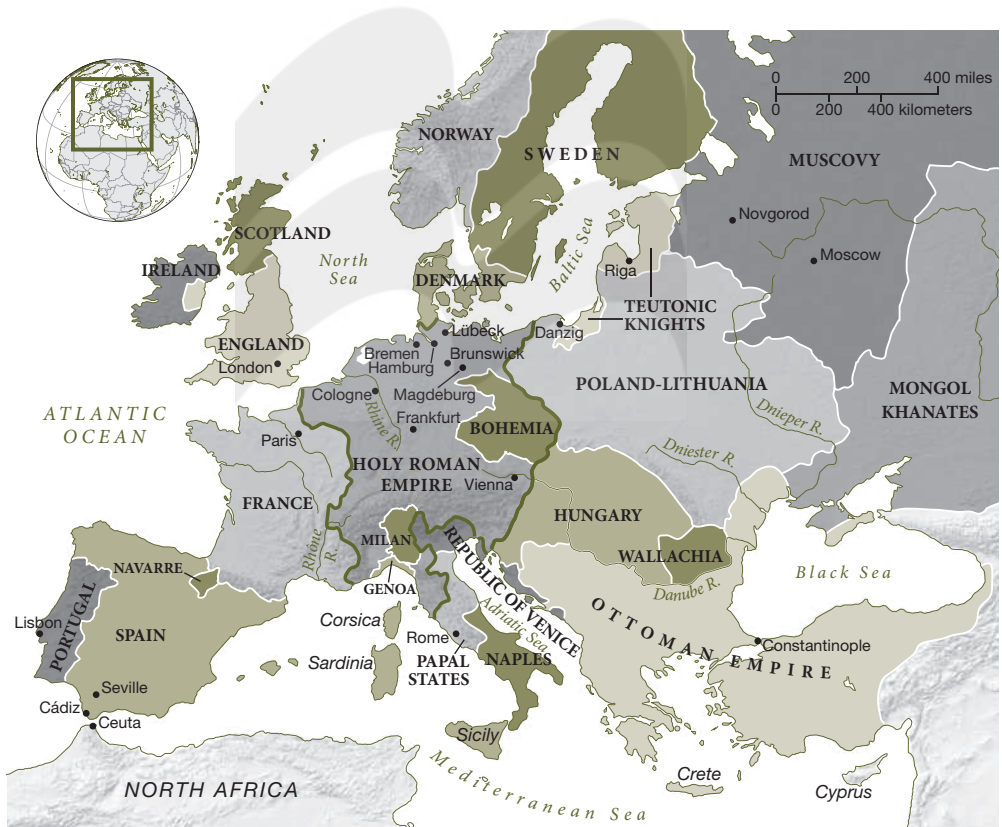 0 200 400 miles
0 200 400 kilometers
NORWAY
SWEDEN
MUSCOVY
Novgorod
Moscow
SCOTLAND
North
Sea
Baltic Sea
IRELAND
DENMARK
Riga
TEUTONIC
KNIGHTS
ENGLAND
London
Lübeck
Danzig
Bremen
Hamburg
Brunswick
Magdeburg
POLAND-LITHUANIA
MONGOL
KHANATES
ATLANTIC
OCEAN
Cologne
Rhine R.
Frankfurt
BOHEMIA
Dnieper R.
Paris
Dniester R.
HOLY ROMAN
EMPIRE
Vienna
FRANCE
HUNGARY
Rhône
R.
MILAN
REPUBLIC OF VENICE
WALLACHIA
NAVARRE
GENOA
Danube R.
Black Sea
PORTUGAL
Lisbon
SPAIN
Corsica
Adriatic Sea
OTTOMAN EMPIRE
Rome
Constantinople
Sardinia
PAPAL
STATES
NAPLES
Seville
Cádiz
Ceuta
Sicily
Mediterranean Sea
Crete
Cyprus
NORTH AFRICA